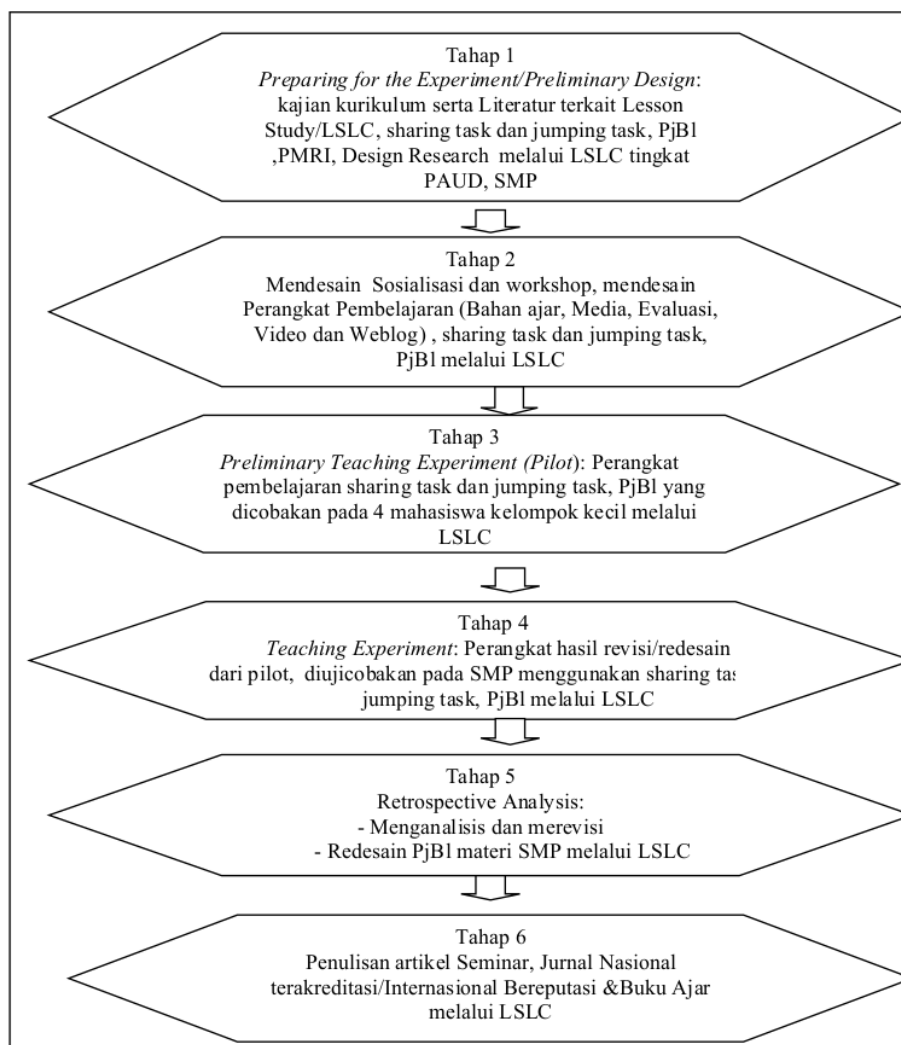 Tahap 1
Preparing for the Experiment/Preliminary Design:
kajian kurikulum serta Literatur terkait Lesson
Study/LSLC, sharing task dan jumping task, PjBl
,PMRI, Design Research melalui LSLC tingkat
PAUD, SMP
Tahap 2
Mendesain Sosialisasi dan workshop, mendesain
Perangkat Pembelajaran (Bahan ajar, Media, Evaluasi,
Video dan Weblog) , sharing task dan jumping task,
PjBl melalui LSLC
Tahap 3
Preliminary Teaching Experiment (Pilot): Perangkat
pembelajaran sharing task dan jumping task, PjBl yang
dicobakan pada 4 mahasiswa kelompok kecil melalui
LSLC
Tahap 4
Teaching Experiment: Perangkat hasil revisi/redesain
dari pilot, diujicobakan pada SMP menggunakan sharing
jumping task, PjBl melalui LSLC
Tahap 5
Retrospective Analysis:
- Menganalisis dan merevisi
- Redesain PjBl materi SMP melalui LSLC
Tahap 6
Penulisan artikel Seminar, Jurnal Nasional
terakreditasi/Internasional Bereputasi &Buku Ajar
melalui LSLC